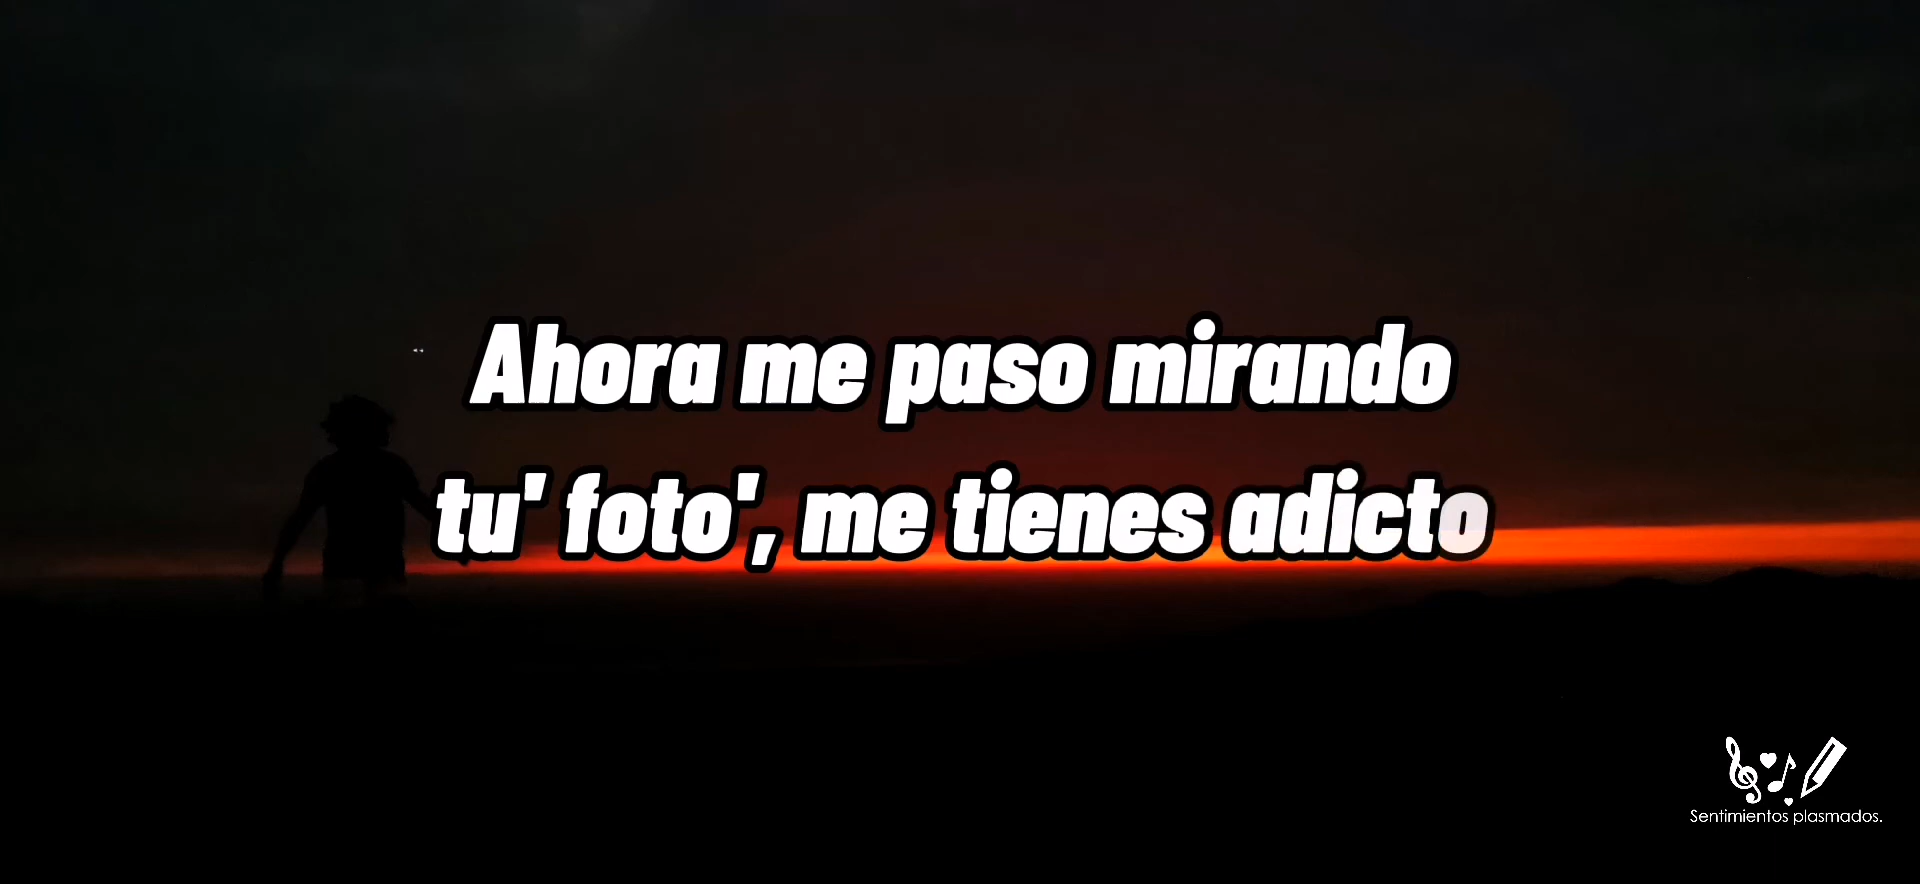 Ahora me paso mirando
tu' foto', me tienes adicto
Sentimientos plasmados.